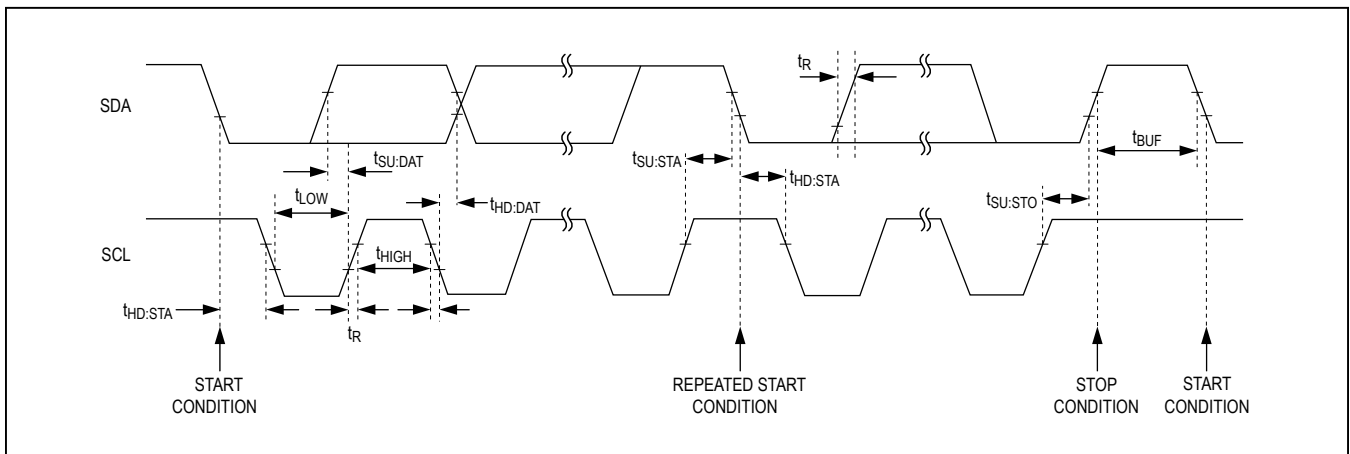 SDA
tR
tBUF
tSU:DAT
tSU:STA
tHD:STA
tLOW
tHD:DAT
tSU:STO
SCL
tHIGH
tHD:STA
tR
START
CONDITION
REPEATED START
CONDITION
STOP
CONDITION
START
CONDITION